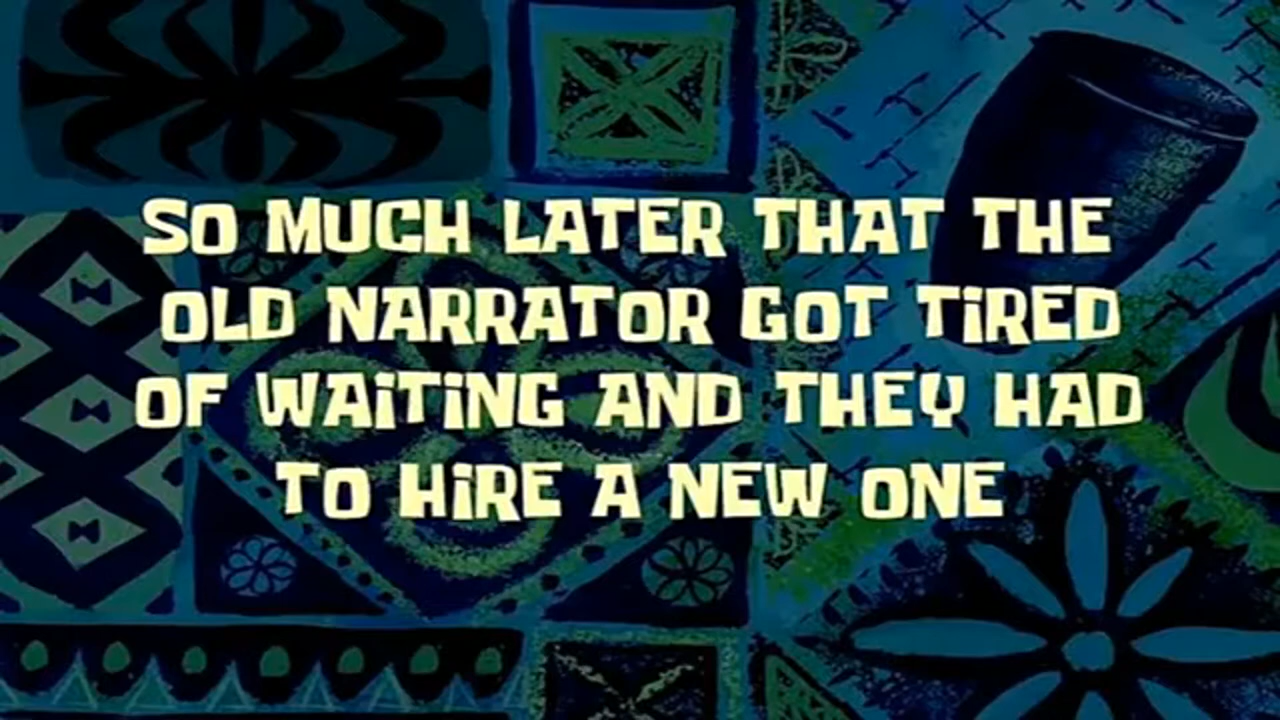 SO MUCH LATER THAT THE
OLD NARRATOR GOT TiRED
OF WAiTiNG AND THEY HAD
TO HiRE A NEW ONE